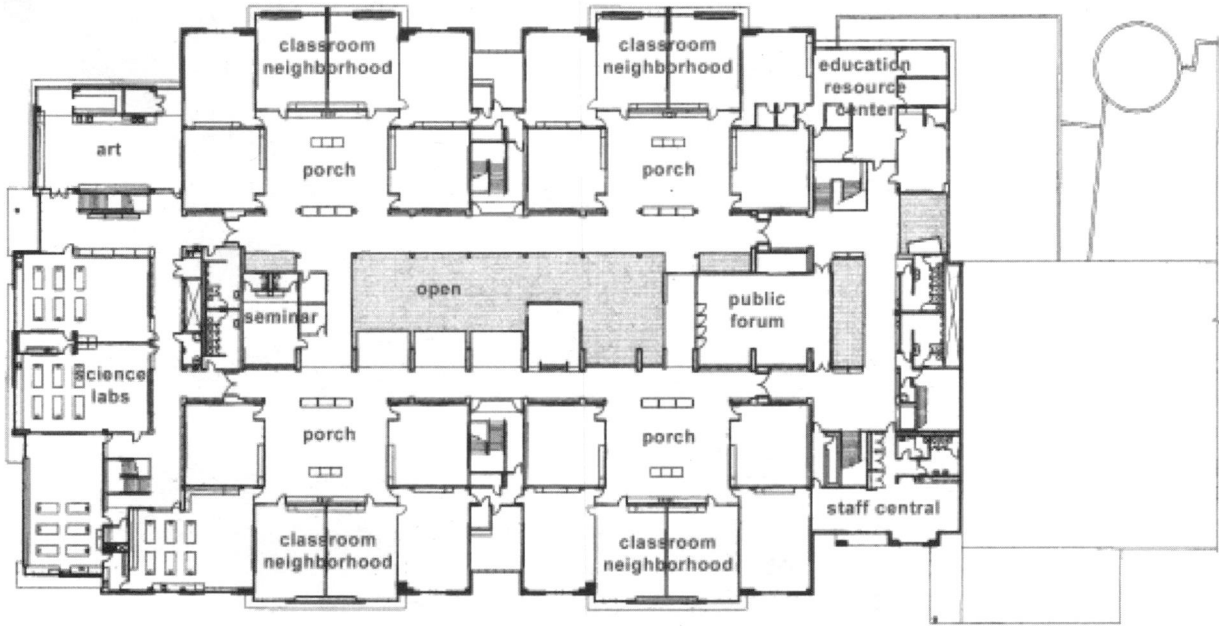 classroom
neighborhood
classroom
neighborhood
education
resource
center
art
porch
porch
open
seminar
public
forum
cience
labs
porch
porch
classroom
neighborhood
classroom
neighborhood
staff central